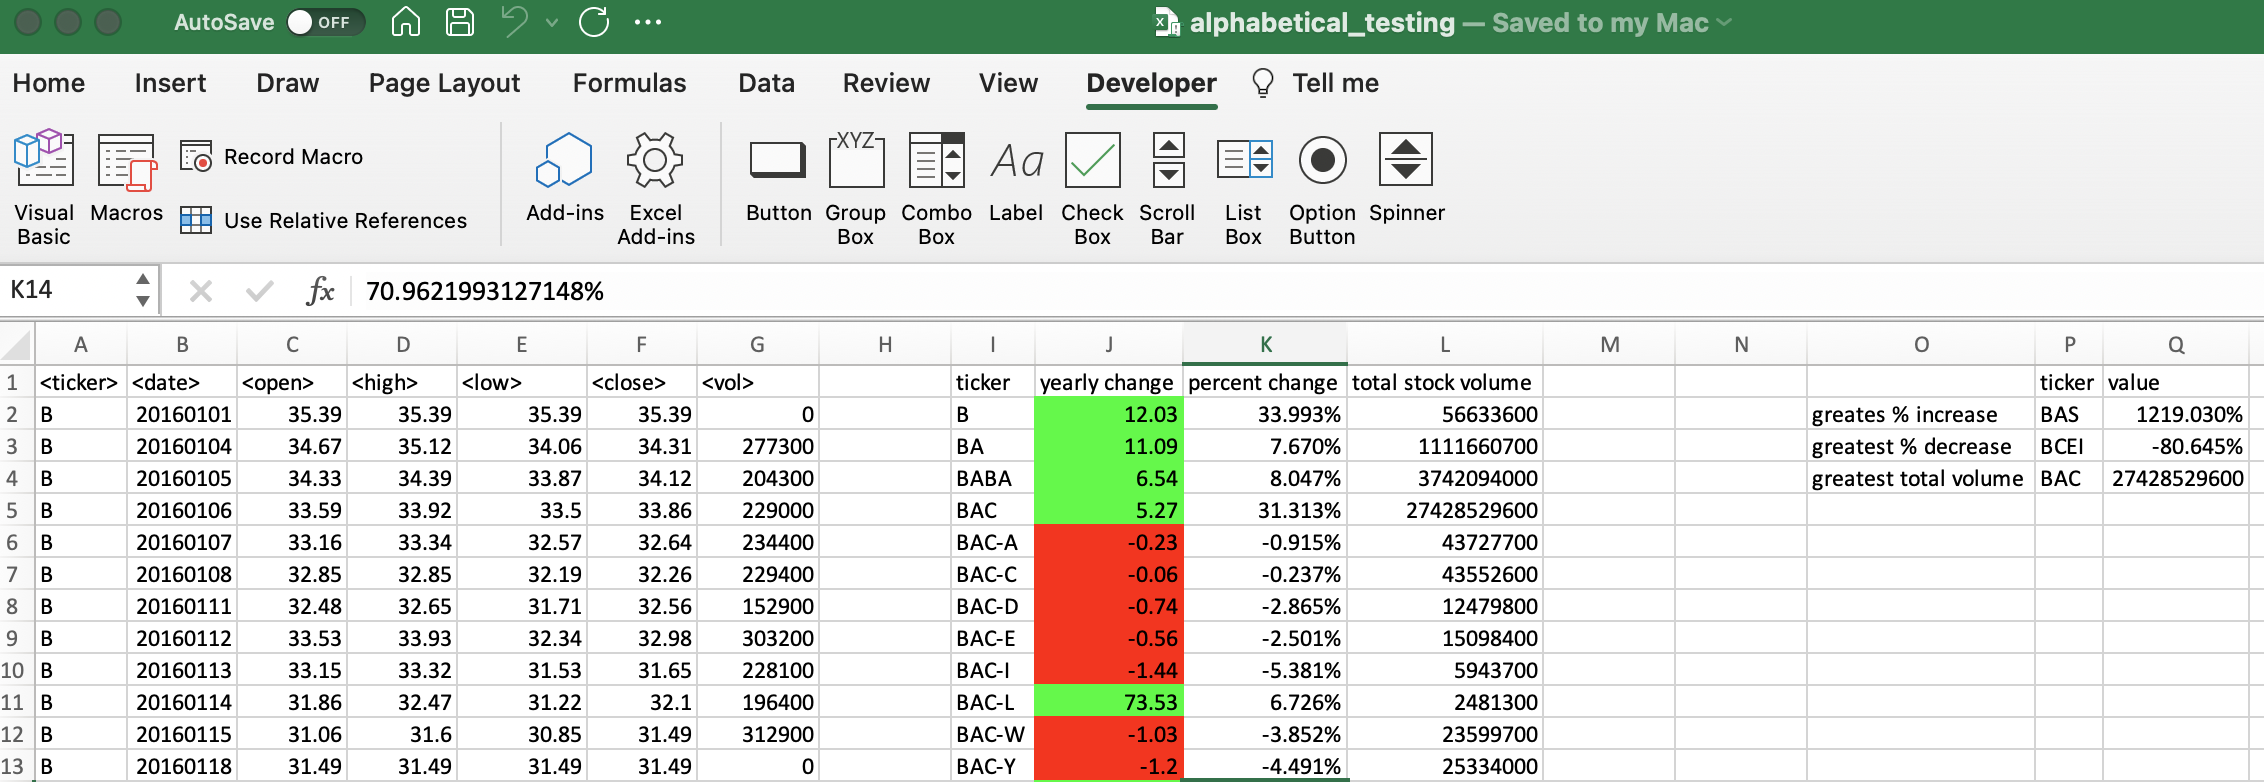 AutoSave OFF alphabetical_testing — Saved to my Mac
Home Insert Draw Page Layout Formulas Data Review View Developer Tell me
Visual Basic
Macros
Record Macro
Use Relative References
Add-ins
Excel Add-ins
Button
XYZ
Group Box
Combo Box
Aa
Label
Check Box
Scroll Bar
List Box
Option Button
Spinner
K14 fx 70.9621993127148%
A B C D E F G H I J K L M N O P Q
1 <ticker> <date> <open> <high> <low> <close> <vol> ticker yearly change percent change total stock volume ticker value
2 B 20160101 35.39 35.39 35.39 35.39 0 B 12.03 33.993% 56633600 greates % increase BAS 1219.030%
3 B 20160104 34.67 35.12 34.06 34.31 277300 BA 11.09 7.670% 1111660700 greatest % decrease BCEI -80.645%
4 B 20160105 34.33 34.39 33.87 34.12 204300 BABA 6.54 8.047% 3742094000 greatest total volume BAC 27428529600
5 B 20160106 33.59 33.92 33.5 33.86 229000 BAC 5.27 31.313% 27428529600
6 B 20160107 33.16 33.34 32.57 32.64 234400 BAC-A -0.23 -0.915% 43727700
7 B 20160108 32.85 32.85 32.19 32.26 229400 BAC-C -0.06 -0.237% 43552600
8 B 20160111 32.48 32.65 31.71 32.56 152900 BAC-D -0.74 -2.865% 12479800
9 B 20160112 33.53 33.93 32.34 32.98 303200 BAC-E -0.56 -2.501% 15098400
10 B 20160113 33.15 33.32 31.53 31.65 228100 BAC-I -1.44 -5.381% 5943700
11 B 20160114 31.86 32.47 31.22 32.1 196400 BAC-L 73.53 6.726% 2481300
12 B 20160115 31.06 31.6 30.85 31.49 312900 BAC-W -1.03 -3.852% 23599700
13 B 20160118 31.49 31.49 31.49 31.49 0 BAC-Y -1.2 -4.491% 25334000